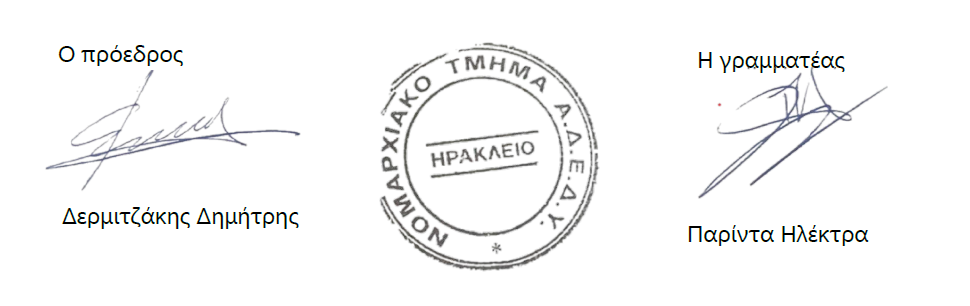 Ο πρόεδρος
Δερμιτζάκης Δημήτρης
ΝΟΜΑΡΧΙΑΚΟ ΤΜΗΜΑ Α.Δ.Ε.Δ.Υ.
ΗΡΑΚΛΕΙΟ
*
Η γραμματέας
Παρίντα Ηλέκτρα